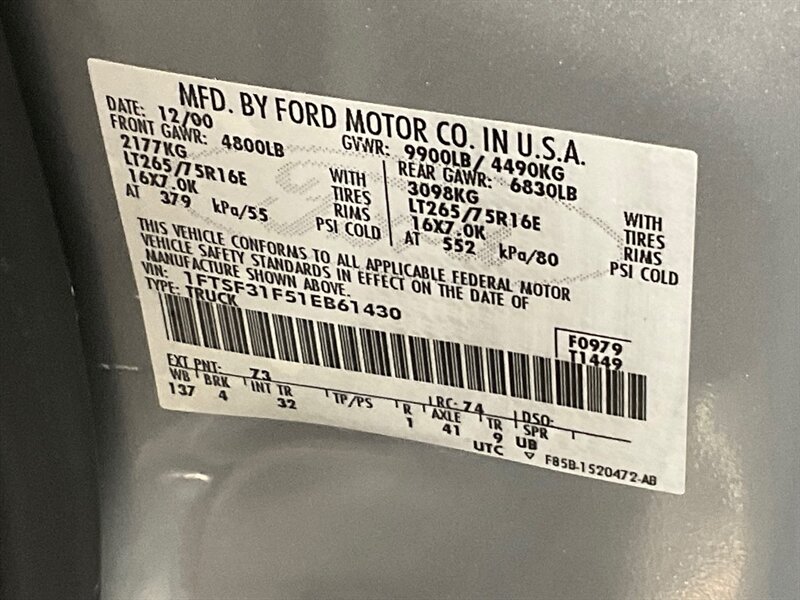 MFD. BY FORD MOTOR CO. IN U.S.A.
DATE: 12/00 GVWR: 9900LB/ 4490KG
FRONT GAWR: 4800LB REAR GAWR: 6830LB
2177KG WITH 3098KG WITH
LT265/75R16E TIRES LT265/75R16E TIRES
16X7.0K RIMS 16X7.0K RIMS
AT 379 kPa/55 PSI COLD AT 552 kPa/80 PSI COLD
THIS VEHICLE CONFORMS TO ALL APPLICABLE FEDERAL MOTOR
VEHICLE SAFETY STANDARDS IN EFFECT ON THE DATE OF
MANUFACTURE SHOWN ABOVE.
VIN: 1FTSF31F51EB61430
TYPE: TRUCK
F0979
T1449
EXT PNT: Z3 RC: 74 DSO:
WB BRK INT TR TP/PS R AXLE TR SPR
137 4 32 1 41 9 UB
UTC ▽ F85B-1520472-AB